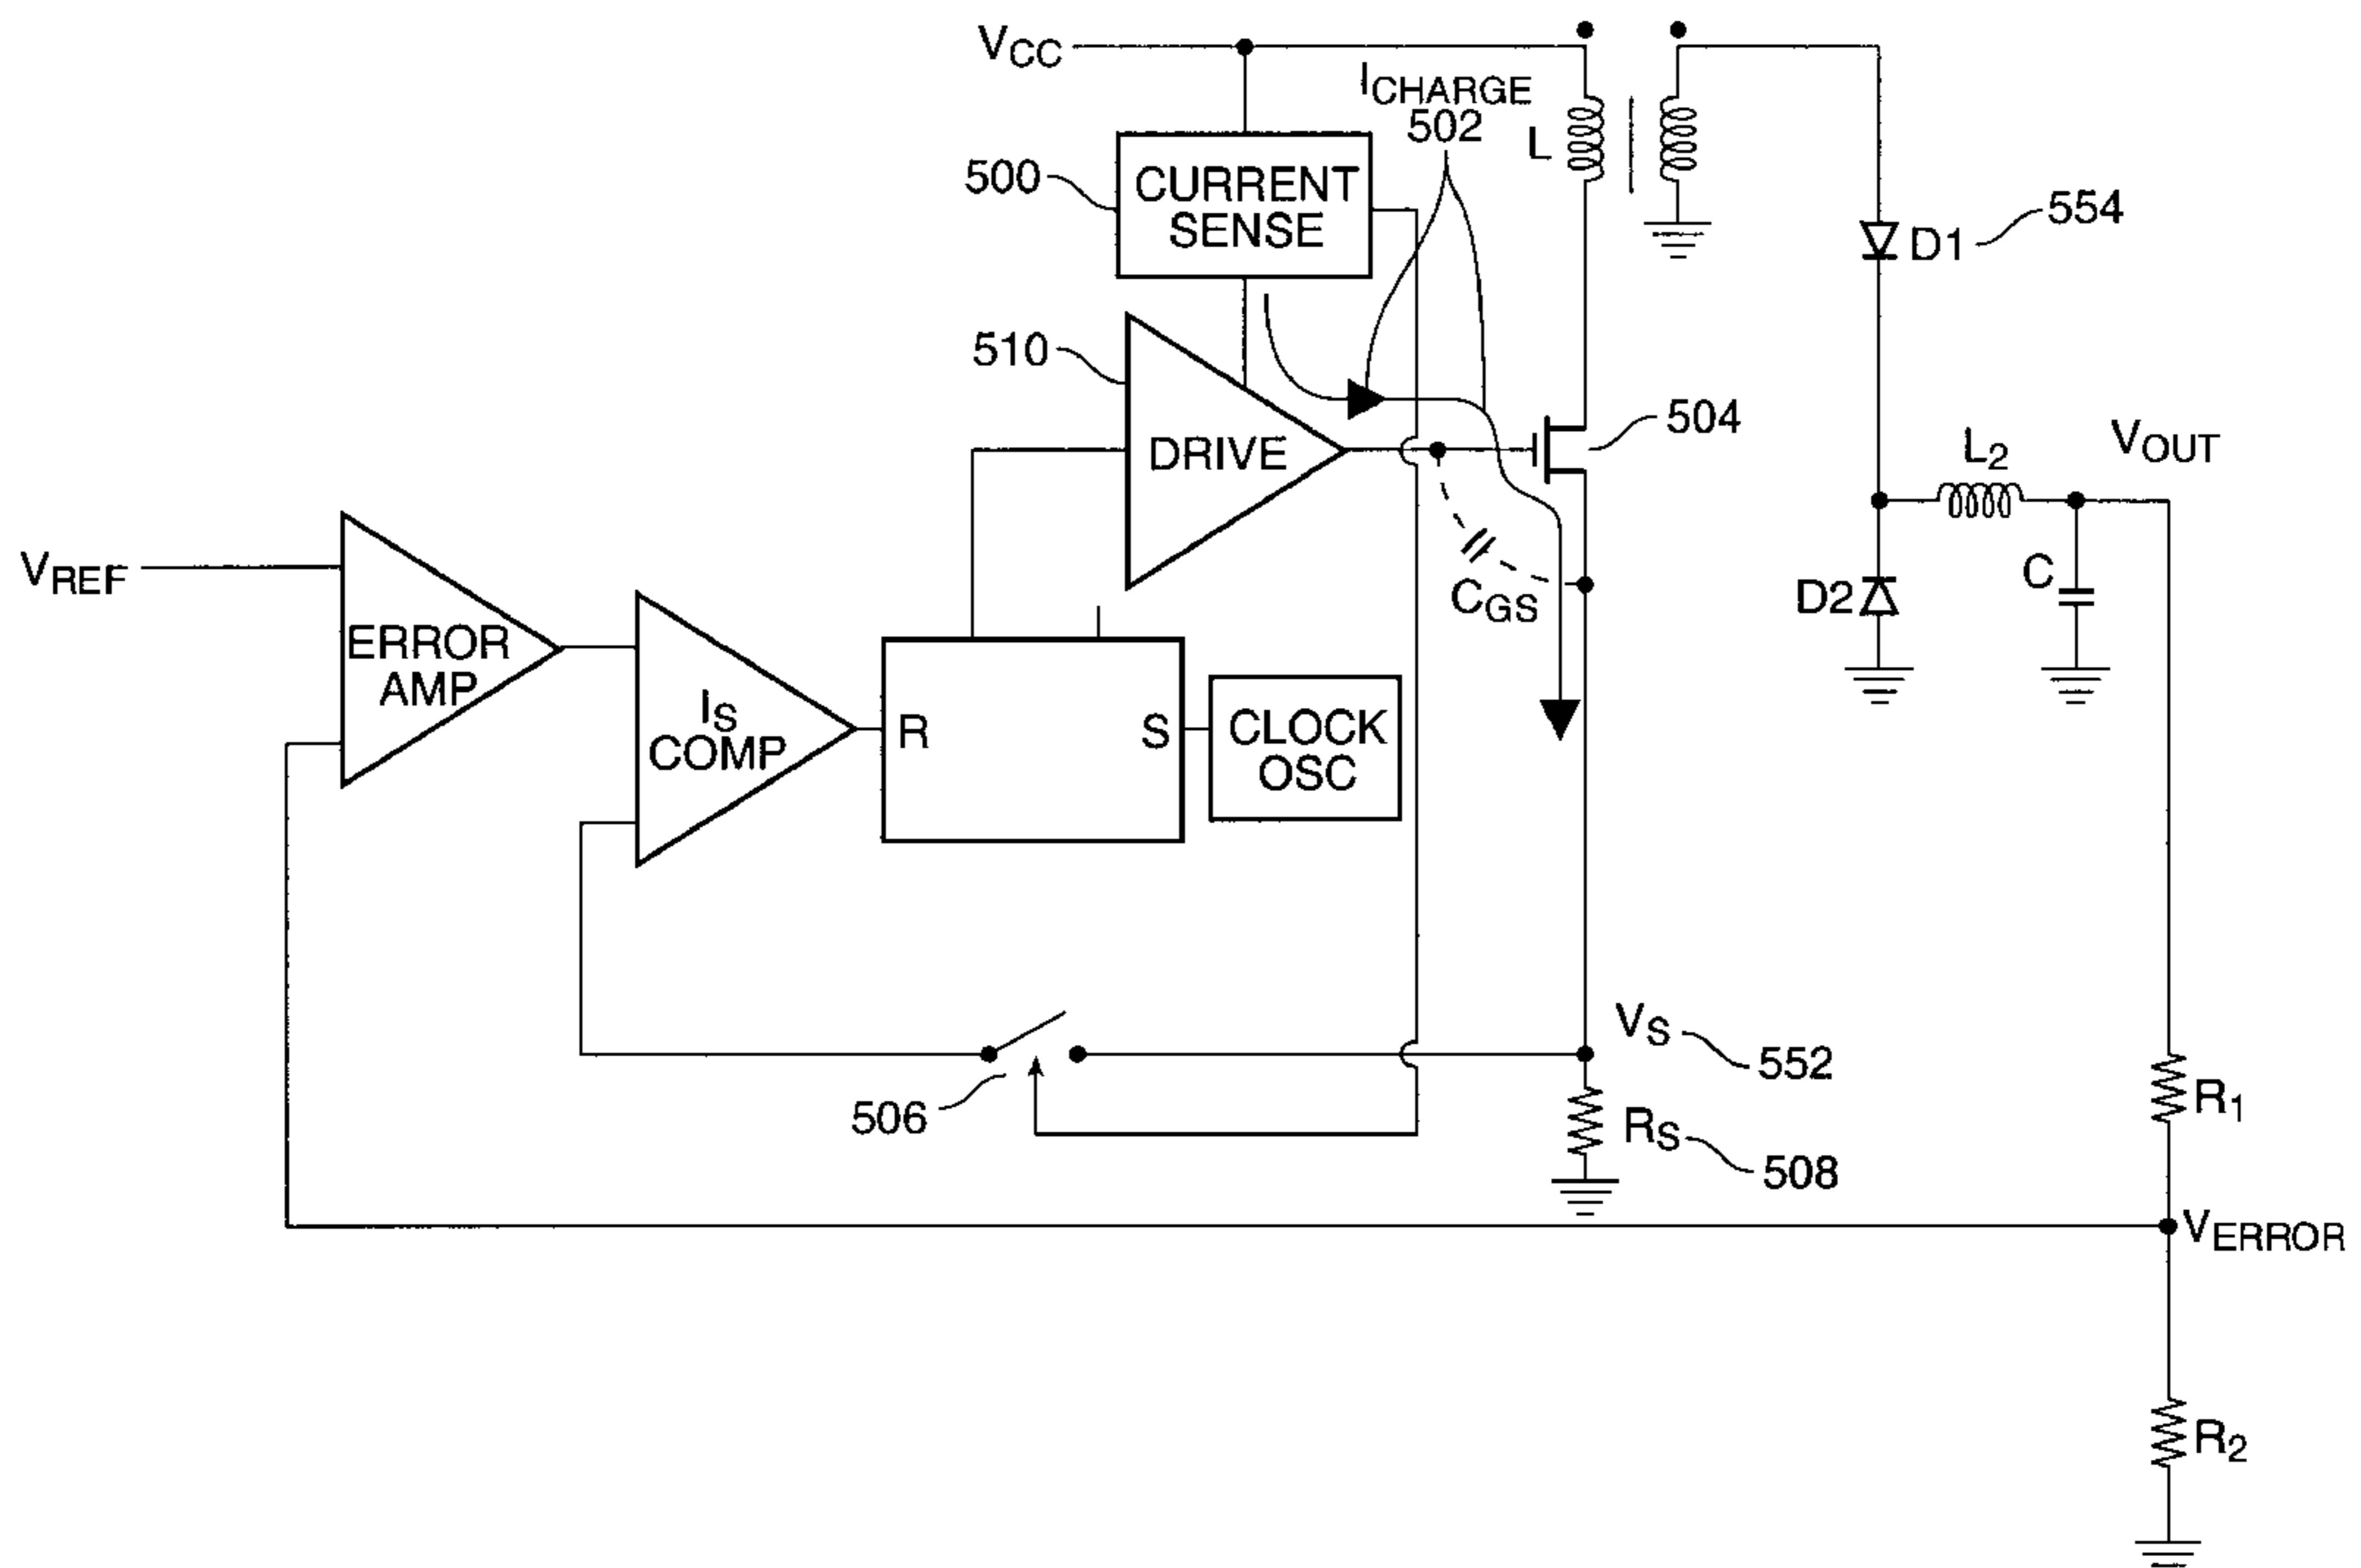 VCC
ICHARGE
502
L
500
CURRENT
SENSE
554
D1
510
DRIVE
504
L2
VOUT
VREF
ERROR
AMP
CGS
D2
C
IS
COMP
R
S
CLOCK
OSC
VS
552
506
RS
508
R1
VERROR
R2